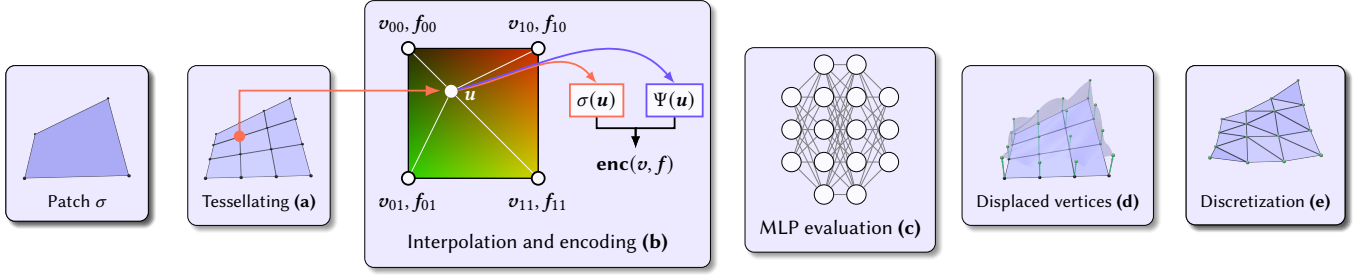 Patch σ
Tessellating (a)
v₀₀, f₀₀
v₁₀, f₁₀
u
v₀₁, f₀₁
v₁₁, f₁₁
σ(u)
Ψ(u)
enc(v, f)
Interpolation and encoding (b)
MLP evaluation (c)
Displaced vertices (d)
Discretization (e)